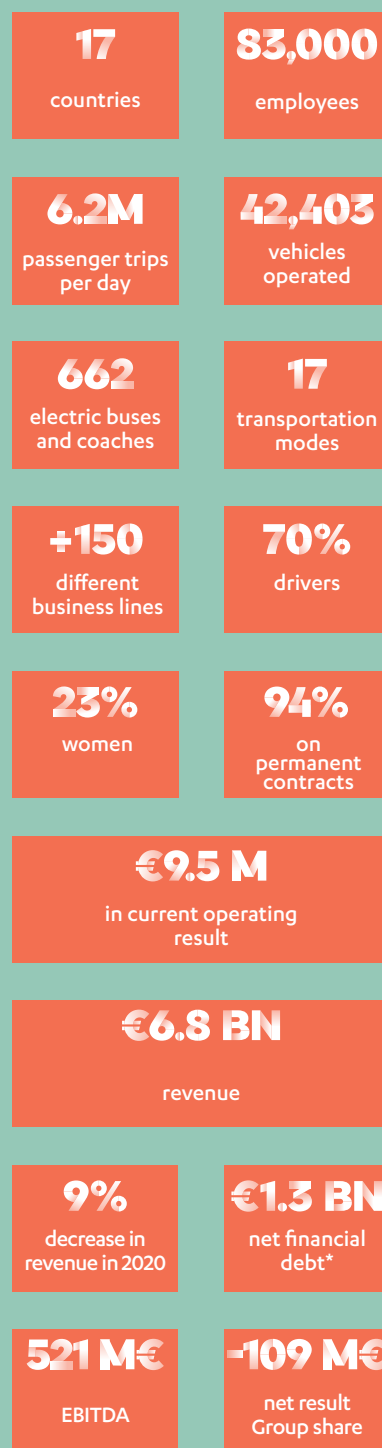 17
countries
83,000
employees
6.2M
passenger trips
per day
42,403
vehicles
operated
662
electric buses
and coaches
17
transportation
modes
+150
different
business lines
70%
drivers
23%
women
94%
on
permanent
contracts
€9.5 M
in current operating
result
€6.8 BN
revenue
9%
decrease in
revenue in 2020
€1.3 BN
net financial
debt*
521 M€
EBITDA
-109 M€
net result
Group share